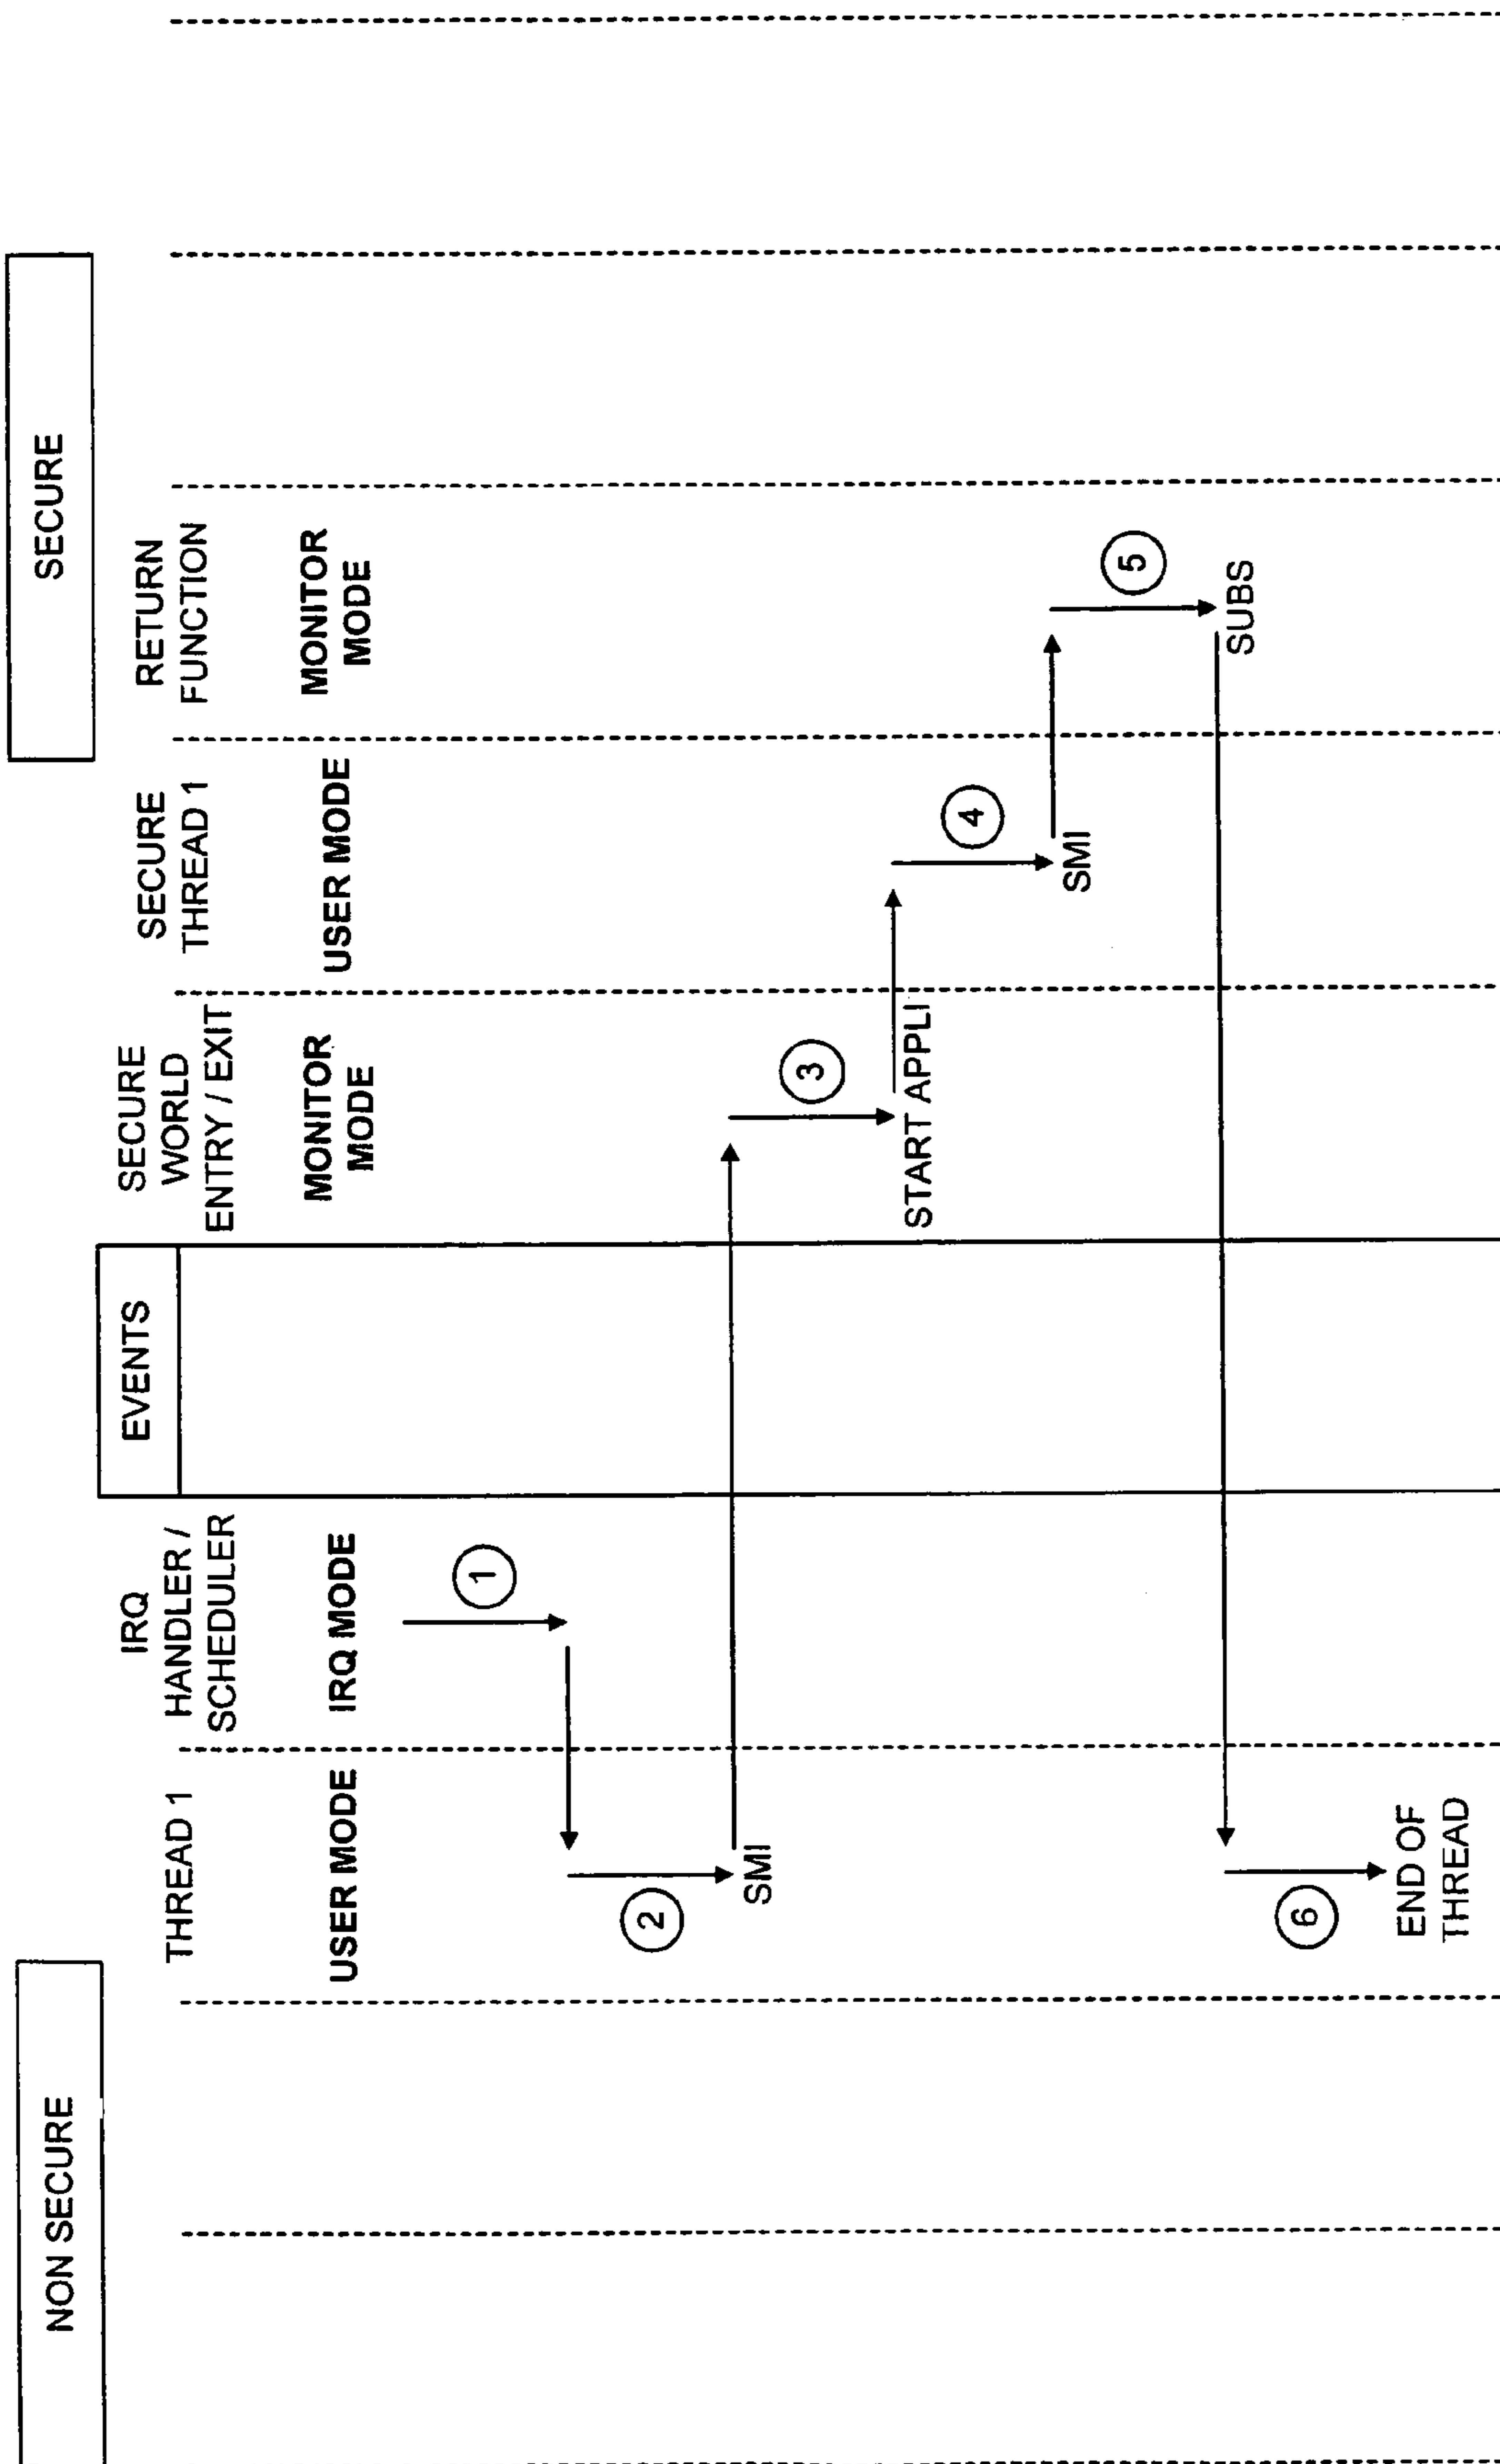 NON SECURE
EVENTS
SECURE
THREAD 1
IRQ
HANDLER /
SCHEDULER
SECURE
WORLD
ENTRY / EXIT
SECURE
THREAD 1
RETURN
FUNCTION
USER MODE
IRQ MODE
MONITOR
MODE
USER MODE
MONITOR
MODE
1
2
SMI
3
START APPLI
4
SMI
5
SUBS
6
END OF
THREAD